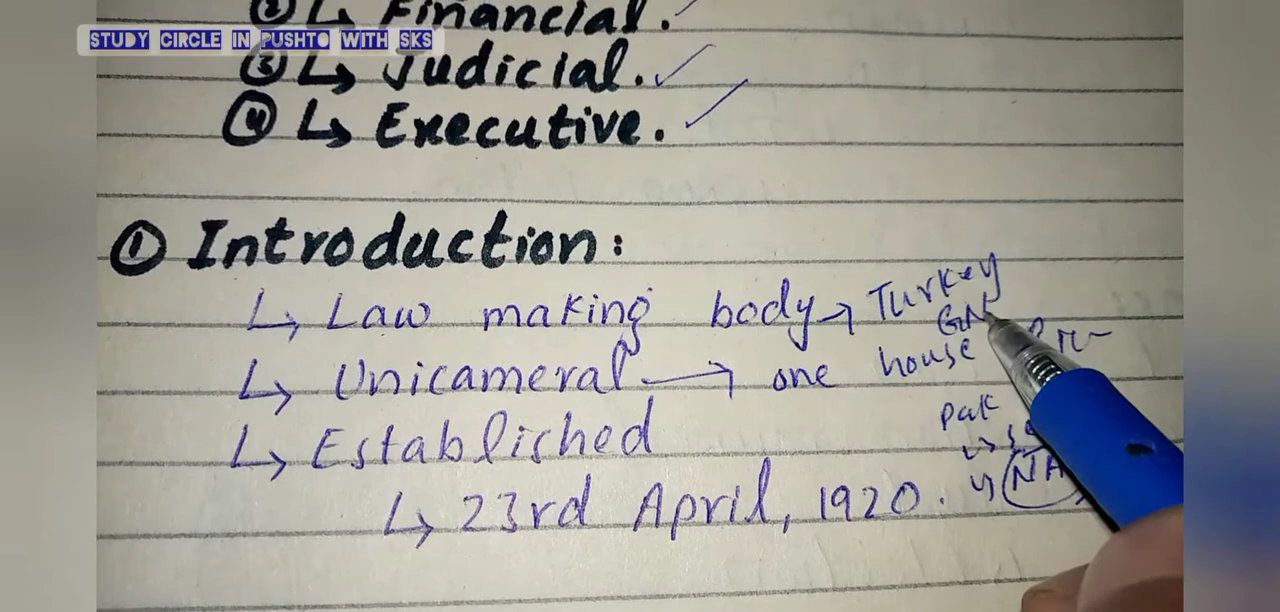 ② ↳ Financial.
STUDY CIRCLE IN PUSHTO WITH SKS
③ ↳ Judicial.
④ ↳ Executive.
① Introduction:
↳ Law making body → Turkey
↳ Unicameral → one house
↳ Established
pak
↳ 23rd April, 1920.
↳ NA